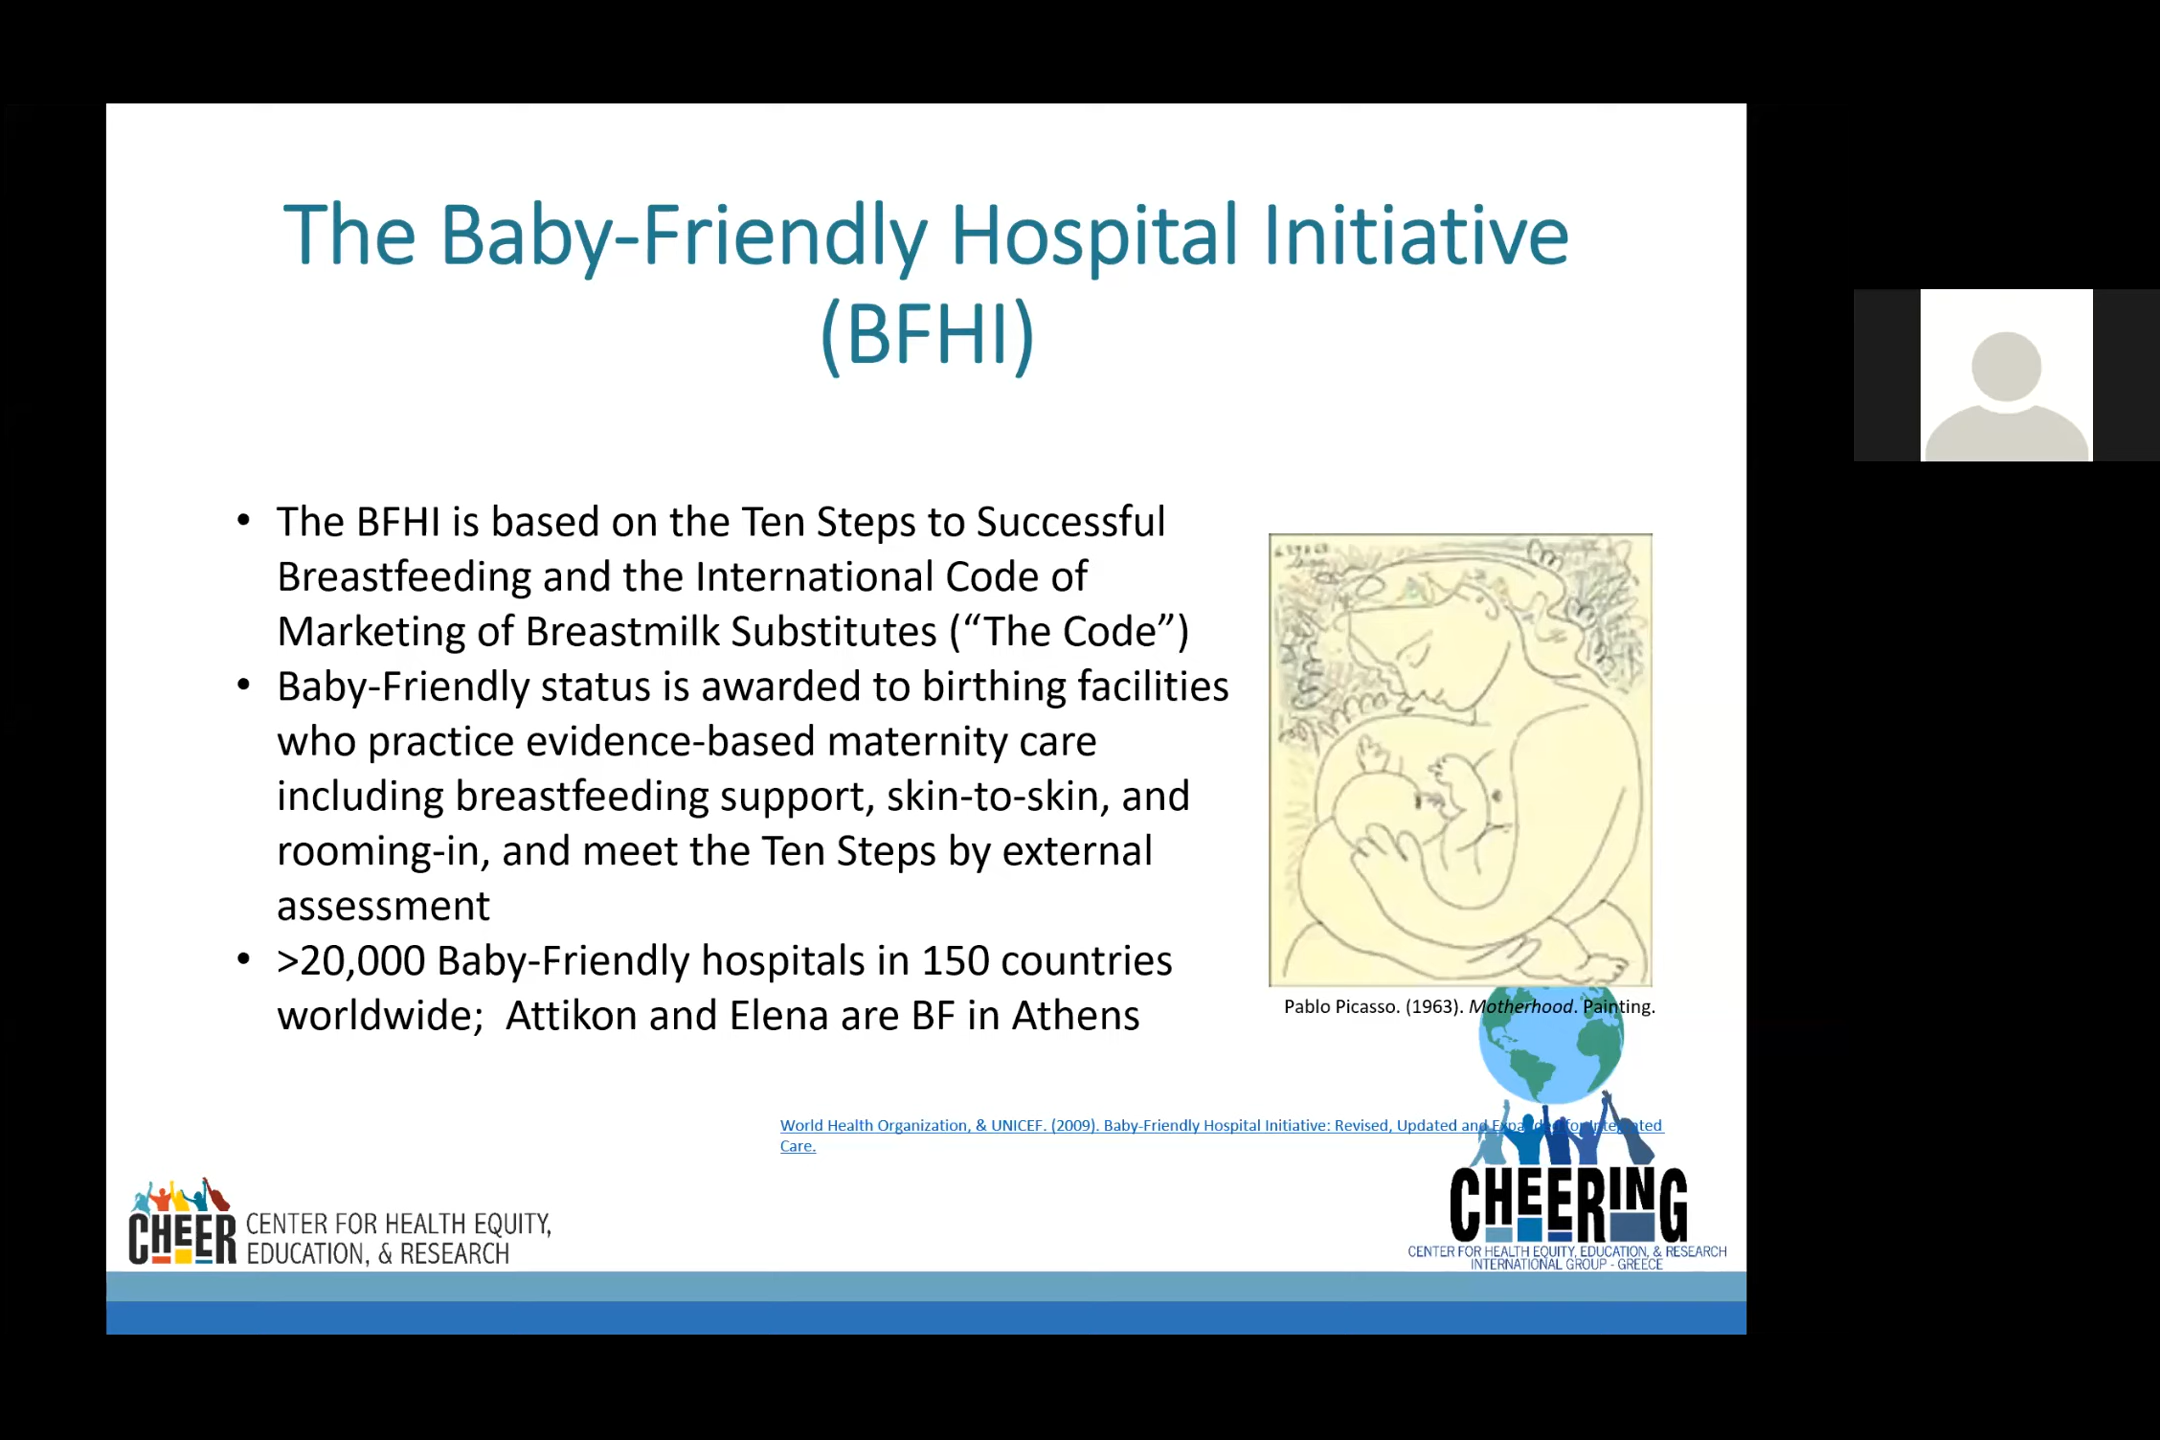 The Baby-Friendly Hospital Initiative
(BFHI)
• The BFHI is based on the Ten Steps to Successful
Breastfeeding and the International Code of
Marketing of Breastmilk Substitutes (“The Code”)
• Baby-Friendly status is awarded to birthing facilities
who practice evidence-based maternity care
including breastfeeding support, skin-to-skin, and
rooming-in, and meet the Ten Steps by external
assessment
• >20,000 Baby-Friendly hospitals in 150 countries
worldwide;  Attikon and Elena are BF in Athens
Pablo Picasso. (1963). Motherhood. Painting.
World Health Organization, & UNICEF. (2009). Baby-Friendly Hospital Initiative: Revised, Updated and Expanded for Integrated
Care.
CHEER
CENTER FOR HEALTH EQUITY,
EDUCATION, & RESEARCH
CHEERING
CENTER FOR HEALTH EQUITY, EDUCATION, & RESEARCH
INTERNATIONAL GROUP - GREECE